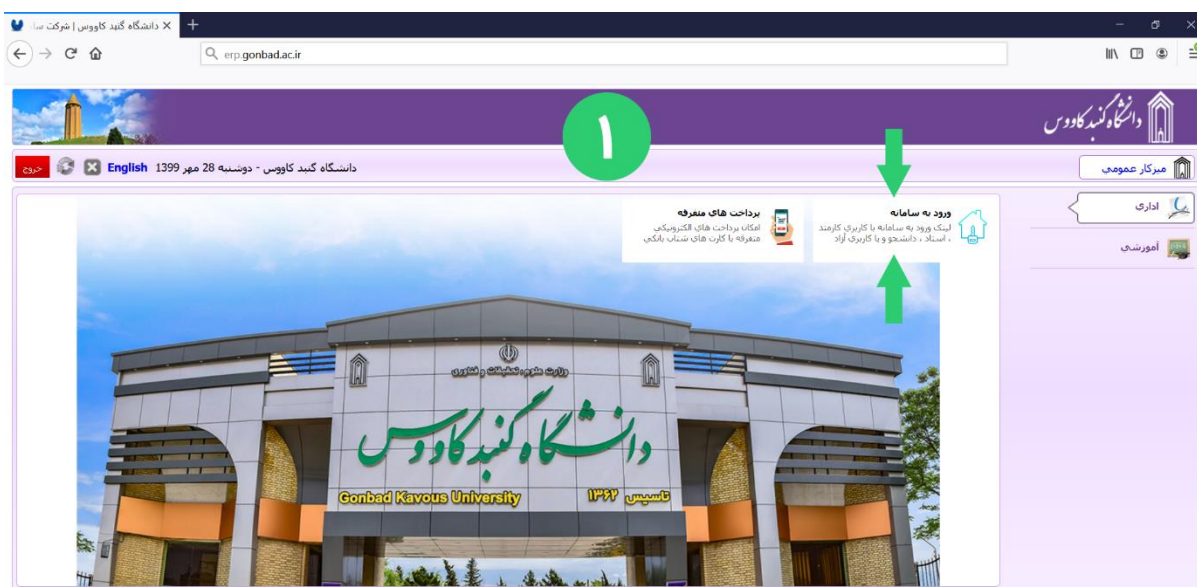 دانشگاه گنبد کاووس | شرکت سا
erp.gonbad.ac.ir
دانشگاه گنبد کاووس
۱
میزکار عمومی
دانشگاه گنبد کاووس - دوشنبه 28 مهر 1399 English
خروج
اداری
آموزشی
ورود به سامانه
لینک ورود به سامانه با کاربری کارمند
، استاد ، دانشجو و یا کاربری آزاد
پرداخت های متفرقه
امکان پرداخت های الکترونیکی
متفرقه با کارت های شتاب بانکی
وزارت علوم، تحقیقات و فناوری
دانشگاه گنبد کاووس
تاسیس ۱۳۶۲
Gonbad Kavous University